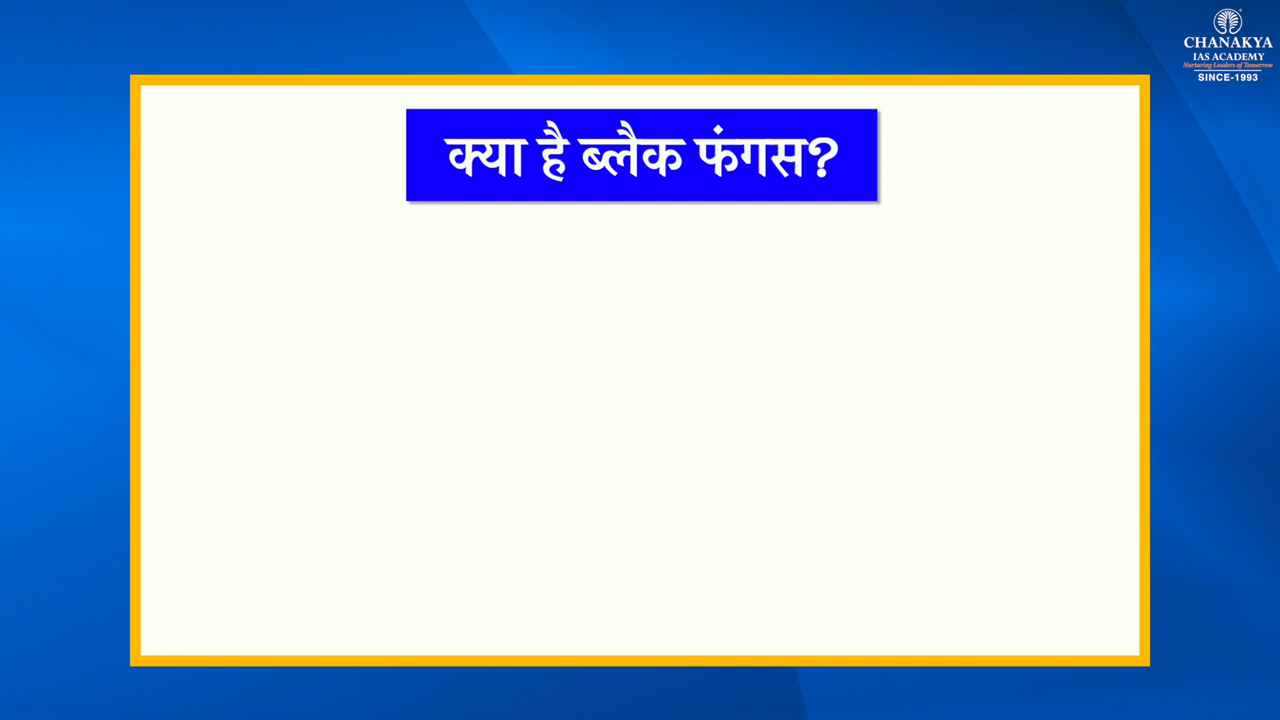 CHANAKYA
IAS ACADEMY
Nurturing Leaders of Tomorrow
SINCE-1993
क्या है ब्लैक फंगस?